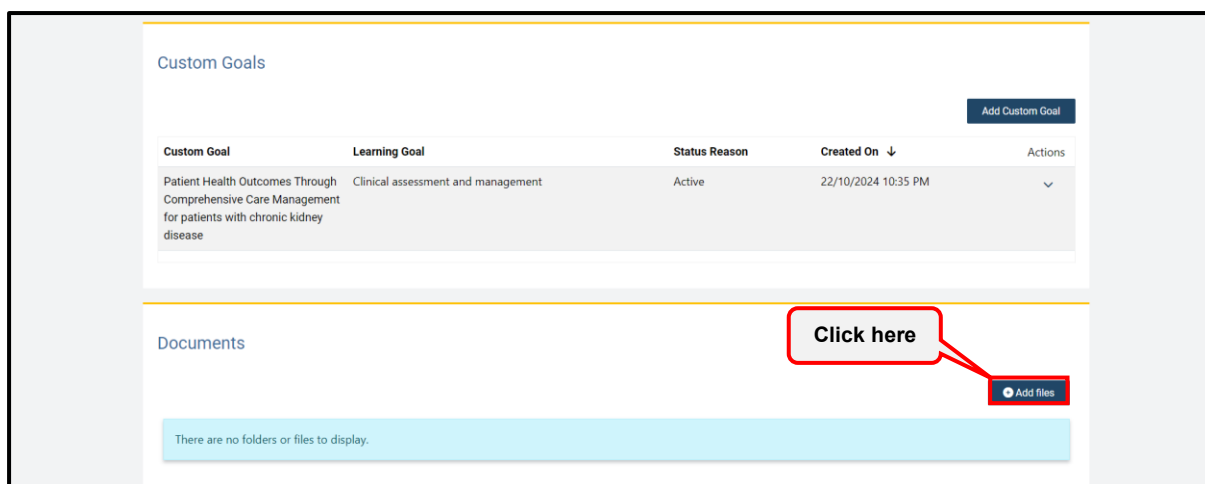 Custom Goals
Add Custom Goal
Custom Goal Learning Goal Status Reason Created On ↓ Actions
Patient Health Outcomes Through Clinical assessment and management Active 22/10/2024 10:35 PM
Comprehensive Care Management
for patients with chronic kidney
disease
Documents
Click here
Add files
There are no folders or files to display.